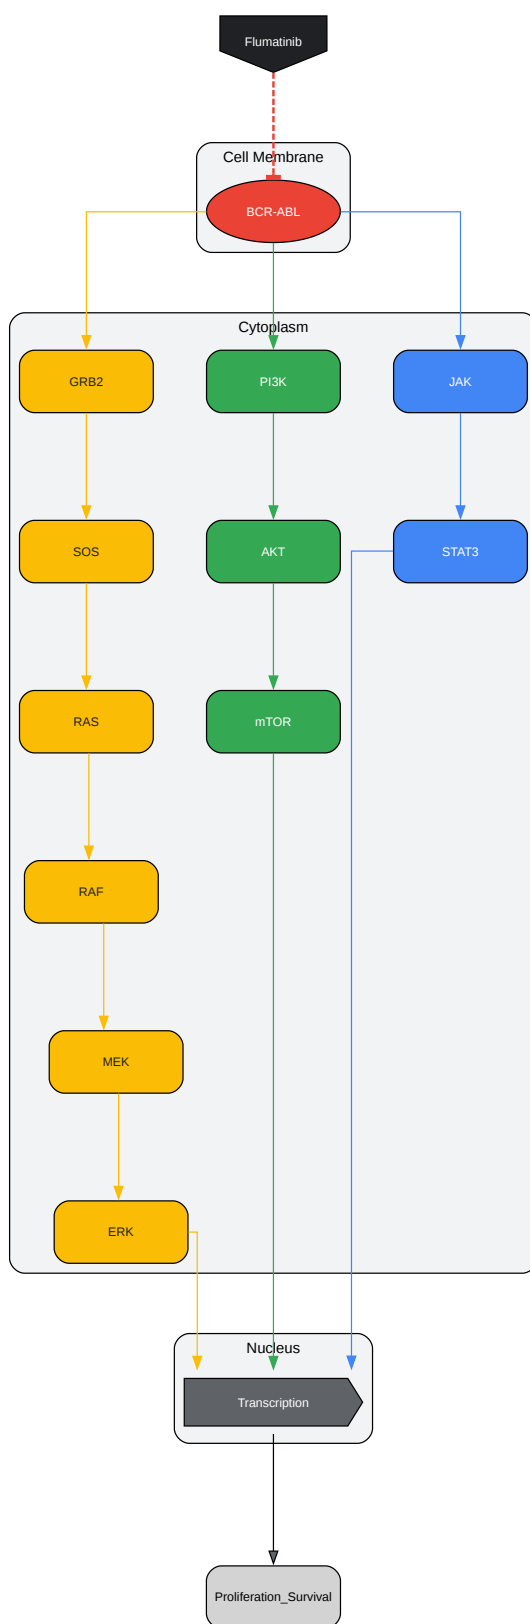 Flumatinib
Cell Membrane
BCR-ABL
Cytoplasm
GRB2
PI3K
JAK
SOS
AKT
STAT3
RAS
mTOR
RAF
MEK
ERK
Nucleus
Transcription
Proliferation_Survival